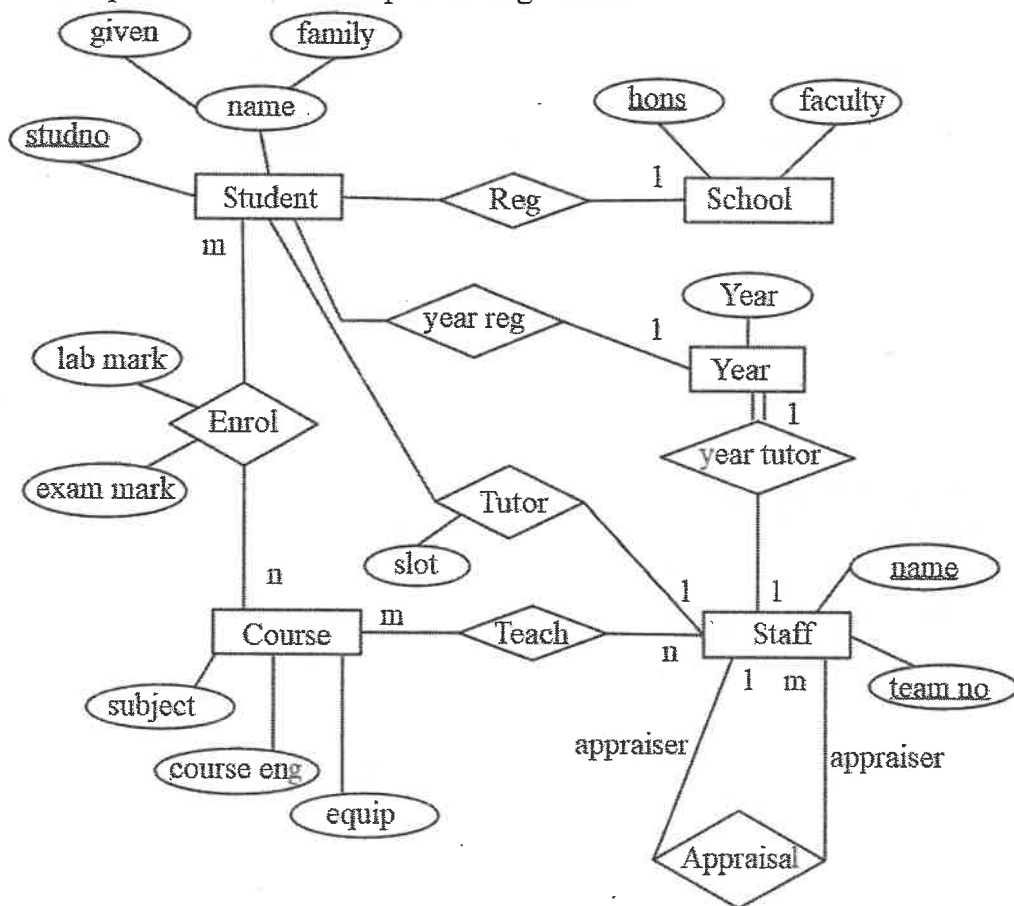 given
family
name
hons
faculty
studno
Student
Reg
1
School
m
year reg
1
Year
Year
lab mark
Enrol
1
year tutor
exam mark
Tutor
slot
n
m
1
1
name
Course
Teach
n
Staff
1
m
team no
subject
appraiser
appraiser
course eng
equip
Appraisal